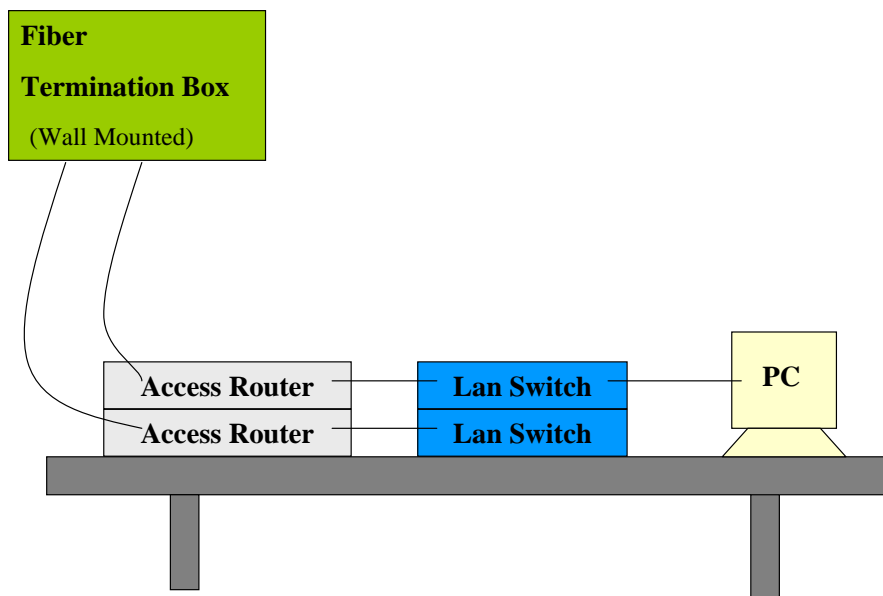 Fiber
Termination Box
(Wall Mounted)
Access Router
Lan Switch
PC
Access Router
Lan Switch